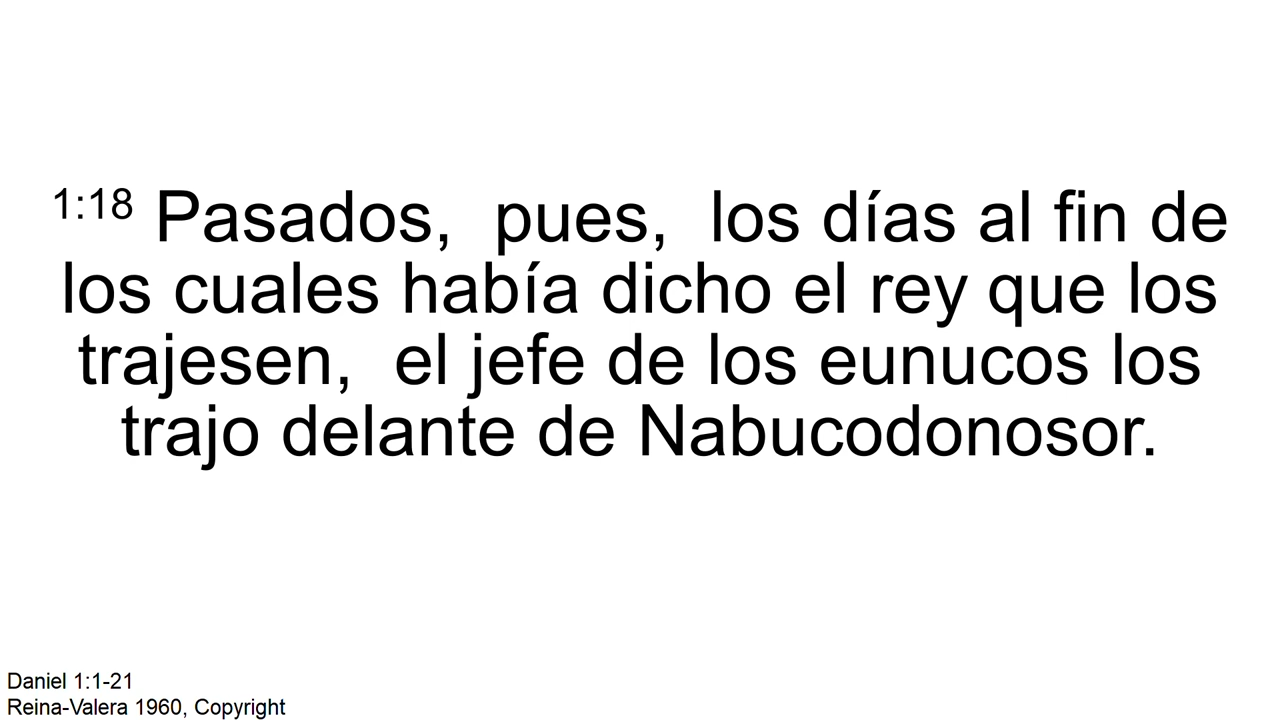 1:18 Pasados,  pues,  los días al fin de
los cuales había dicho el rey que los
trajesen,  el jefe de los eunucos los
trajo delante de Nabucodonosor.
Daniel 1:1-21
Reina-Valera 1960, Copyright